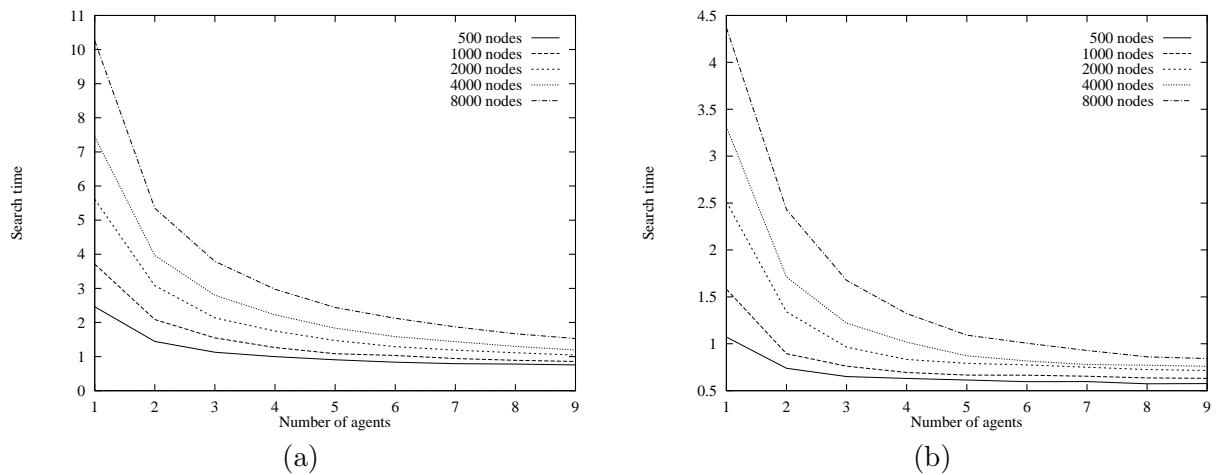 11
10
9
8
7
6
5
4
3
2
1
0
Search time
1 2 3 4 5 6 7 8 9
Number of agents
500 nodes
1000 nodes
2000 nodes
4000 nodes
8000 nodes
(a)
4.5
4
3.5
3
2.5
2
1.5
1
0.5
Search time
1 2 3 4 5 6 7 8 9
Number of agents
500 nodes
1000 nodes
2000 nodes
4000 nodes
8000 nodes
(b)